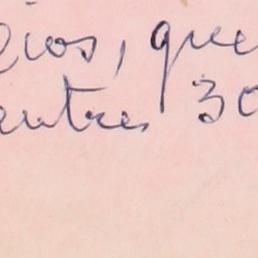 cios, que
entres 30